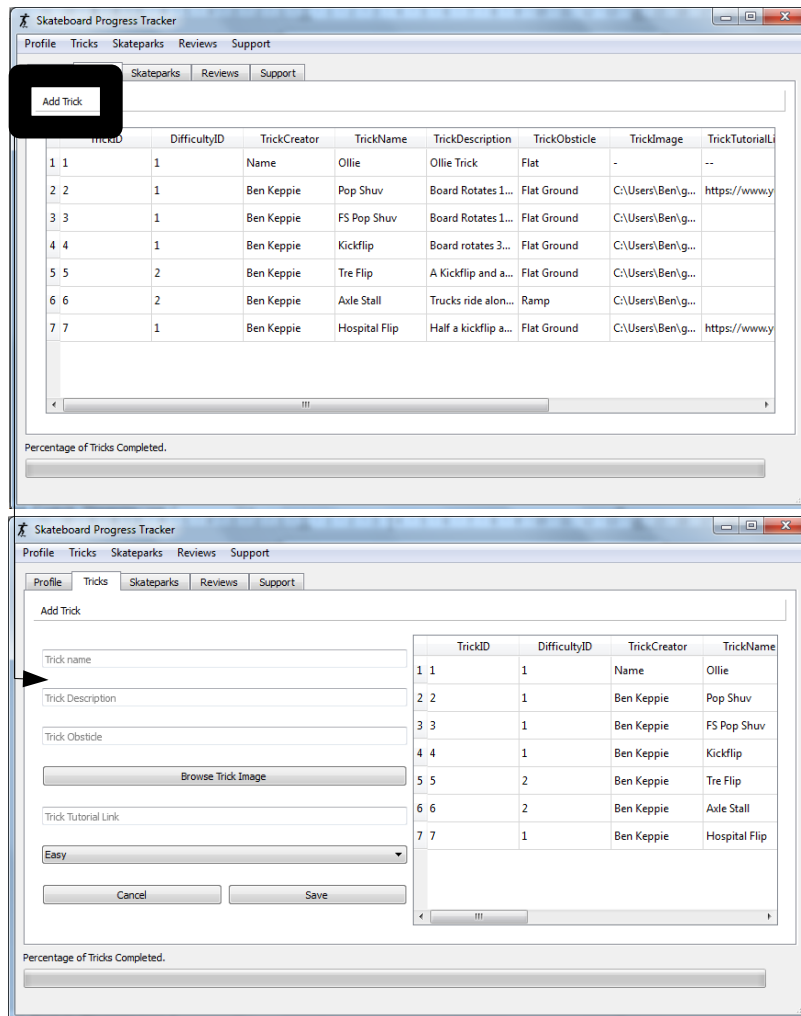 Skateboard Progress Tracker
Profile Tricks Skateparks Reviews Support
Skateparks Reviews Support
Add Trick
TrickID DifficultyID TrickCreator TrickName TrickDescription TrickObsticle TrickImage TrickTutorialLi
1 1 1 Name Ollie Ollie Trick Flat - --
2 2 1 Ben Keppie Pop Shuv Board Rotates 1... Flat Ground C:\Users\Ben\g... https://www.y
3 3 1 Ben Keppie FS Pop Shuv Board Rotates 1... Flat Ground C:\Users\Ben\g...
4 4 1 Ben Keppie Kickflip Board rotates 3... Flat Ground C:\Users\Ben\g...
5 5 2 Ben Keppie Tre Flip A Kickflip and a... Flat Ground C:\Users\Ben\g...
6 6 2 Ben Keppie Axle Stall Trucks ride alon... Ramp C:\Users\Ben\g...
7 7 1 Ben Keppie Hospital Flip Half a kickflip a... Flat Ground C:\Users\Ben\g... https://www.y
Percentage of Tricks Completed.
Skateboard Progress Tracker
Profile Tricks Skateparks Reviews Support
Profile Tricks Skateparks Reviews Support
Add Trick
Trick name
Trick Description
Trick Obsticle
Browse Trick Image
Trick Tutorial Link
Easy
Cancel Save
TrickID DifficultyID TrickCreator TrickName
1 1 1 Name Ollie
2 2 1 Ben Keppie Pop Shuv
3 3 1 Ben Keppie FS Pop Shuv
4 4 1 Ben Keppie Kickflip
5 5 2 Ben Keppie Tre Flip
6 6 2 Ben Keppie Axle Stall
7 7 1 Ben Keppie Hospital Flip
Percentage of Tricks Completed.